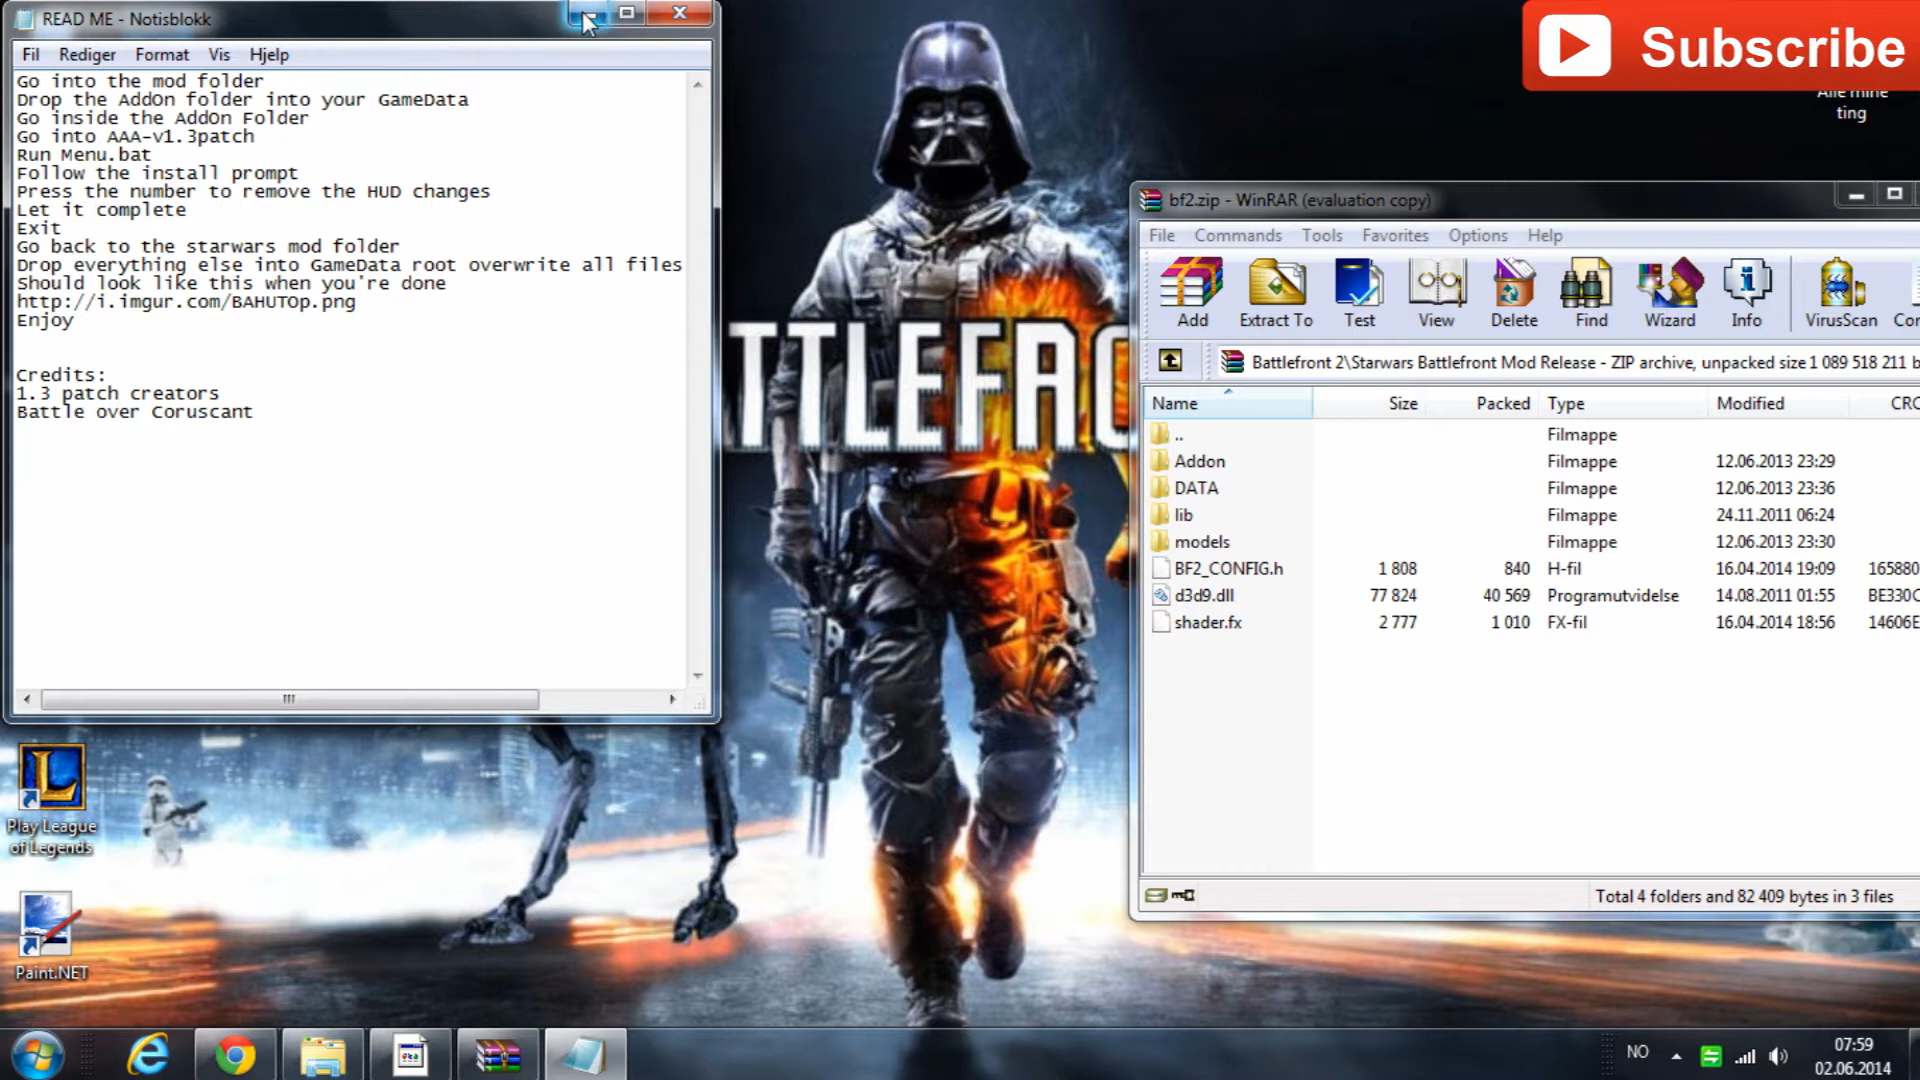 READ ME - Notisblokk
Fil Rediger Format Vis Hjelp
Go into the mod folder
Drop the AddOn folder into your GameData
Go inside the AddOn Folder
Go into AAA-v1.3patch
Run Menu.bat
Follow the install prompt
Press the number to remove the HUD changes
Let it complete
Exit
Go back to the starwars mod folder
Drop everything else into GameData root overwrite all files
Should look like this when you're done
http://i.imgur.com/BAHUTOp.png
Enjoy
Credits:
1.3 patch creators
Battle over Coruscant
Subscribe
Alle mine
ting
TTLEFRO
bf2.zip - WinRAR (evaluation copy)
File Commands Tools Favorites Options Help
Add Extract To Test View Delete Find Wizard Info VirusScan Cor
Battlefront 2\Starwars Battlefront Mod Release - ZIP archive, unpacked size 1 089 518 211 b
Name Size Packed Type Modified CRC
.. Filmappe
Addon Filmappe 12.06.2013 23:29
DATA Filmappe 12.06.2013 23:36
lib Filmappe 24.11.2011 06:24
models Filmappe 12.06.2013 23:30
BF2_CONFIG.h 1 808 840 H-fil 16.04.2014 19:09 165880
d3d9.dll 77 824 40 569 Programutvidelse 14.08.2011 01:55 BE330C
shader.fx 2 777 1 010 FX-fil 16.04.2014 18:56 14606E
Total 4 folders and 82 409 bytes in 3 files
Play League
of Legends
Paint.NET
NO
07:59
02.06.2014